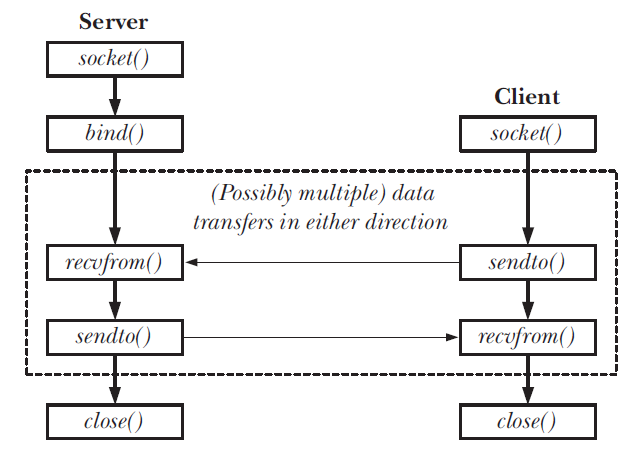 Server
socket()
bind()
Client
socket()
(Possibly multiple) data
transfers in either direction
recvfrom()
sendto()
sendto()
recvfrom()
close()
close()